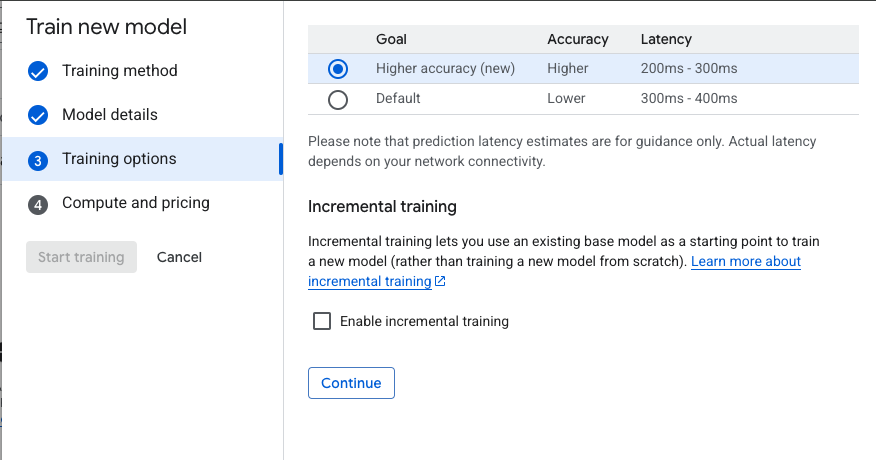 Train new model
Training method
Model details
3 Training options
4 Compute and pricing
Start training Cancel
Goal Accuracy Latency
Higher accuracy (new) Higher 200ms - 300ms
Default Lower 300ms - 400ms
Please note that prediction latency estimates are for guidance only. Actual latency
depends on your network connectivity.
Incremental training
Incremental training lets you use an existing base model as a starting point to train
a new model (rather than training a new model from scratch). Learn more about
incremental training
Enable incremental training
Continue